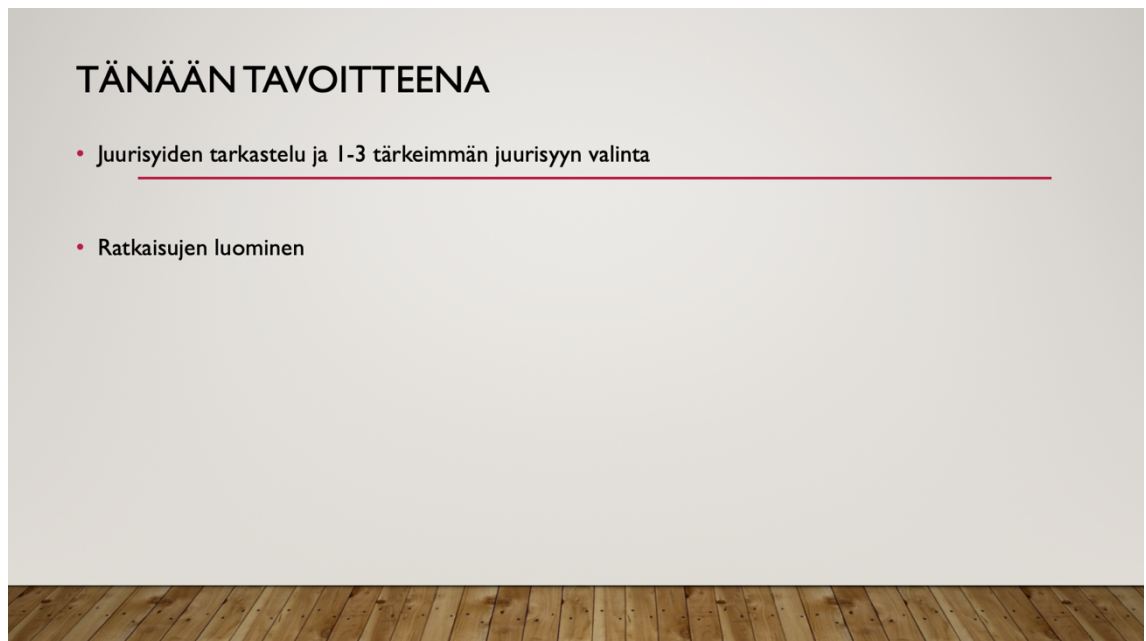 TÄNÄÄN TAVOITTEENA
• Juurisyiden tarkastelu ja 1-3 tärkeimmän juurisyyn valinta
• Ratkaisujen luominen